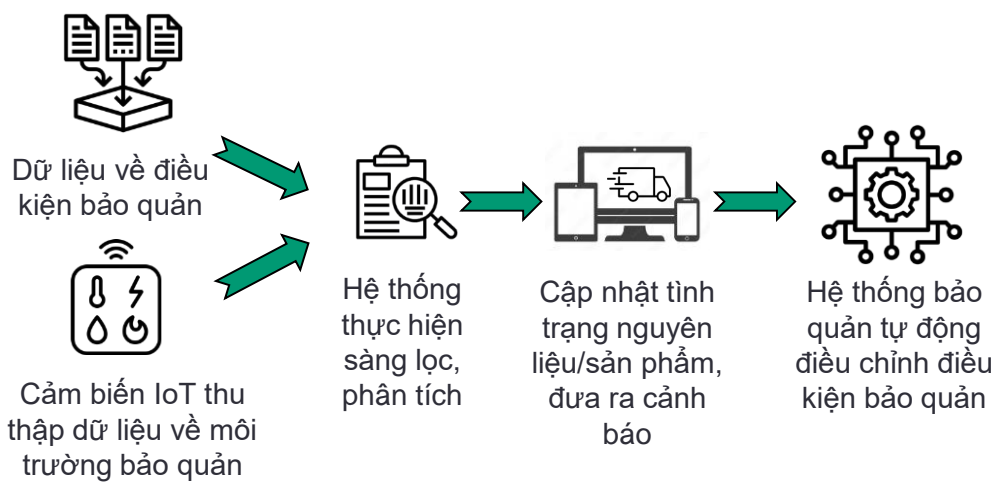 Dữ liệu về điều
kiện bảo quản
Cảm biến IoT thu
thập dữ liệu về môi
trường bảo quản
Hệ thống
thực hiện
sàng lọc,
phân tích
Cập nhật tình
trạng nguyên
liệu/sản phẩm,
đưa ra cảnh
báo
Hệ thống bảo
quản tự động
điều chỉnh điều
kiện bảo quản